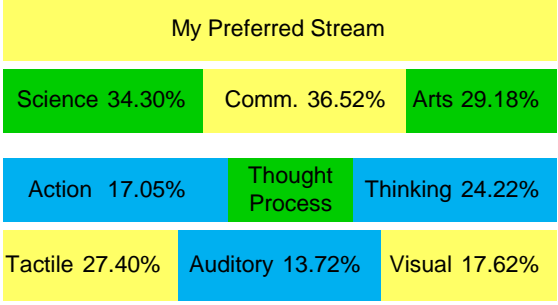 My Preferred Stream
Science 34.30% Comm. 36.52% Arts 29.18%
Action 17.05% Thought Process Thinking 24.22%
Tactile 27.40% Auditory 13.72% Visual 17.62%